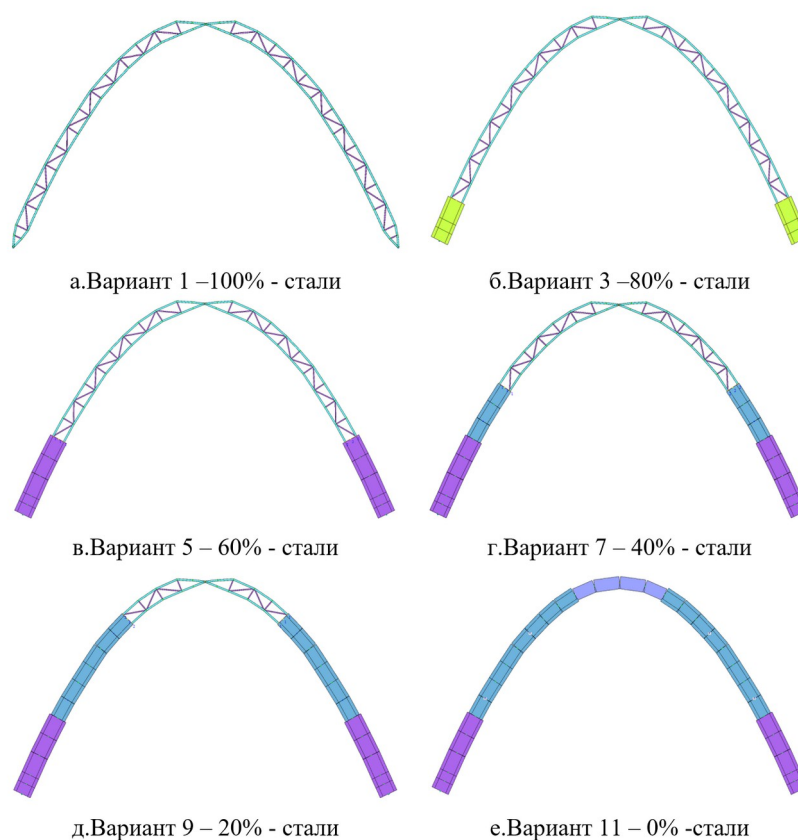 а.Вариант 1 –100% - стали
б.Вариант 3 –80% - стали
в.Вариант 5 – 60% - стали
г.Вариант 7 – 40% - стали
д.Вариант 9 – 20% - стали
е.Вариант 11 – 0% -стали